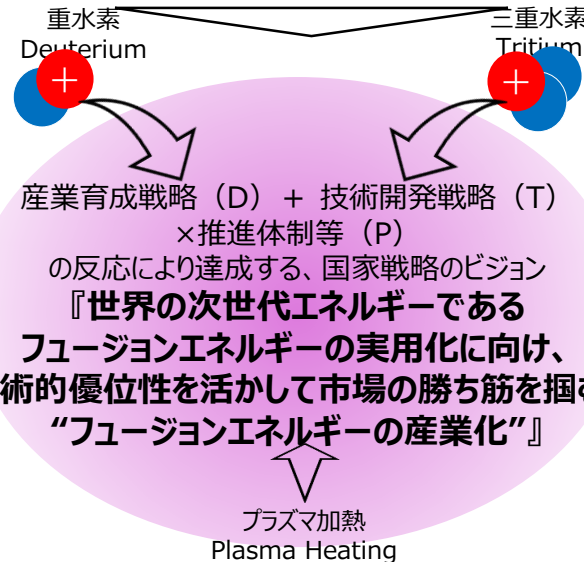 重水素
Deuterium
三重水素
Tritium
+
+
産業育成戦略（D）+ 技術開発戦略（T）
×推進体制等（P）
の反応により達成する、国家戦略のビジョン
『世界の次世代エネルギーである
フュージョンエネルギーの実用化に向け、
術的優位性を活かして市場の勝ち筋を掴
“フュージョンエネルギーの産業化”』
プラズマ加熱
Plasma Heating